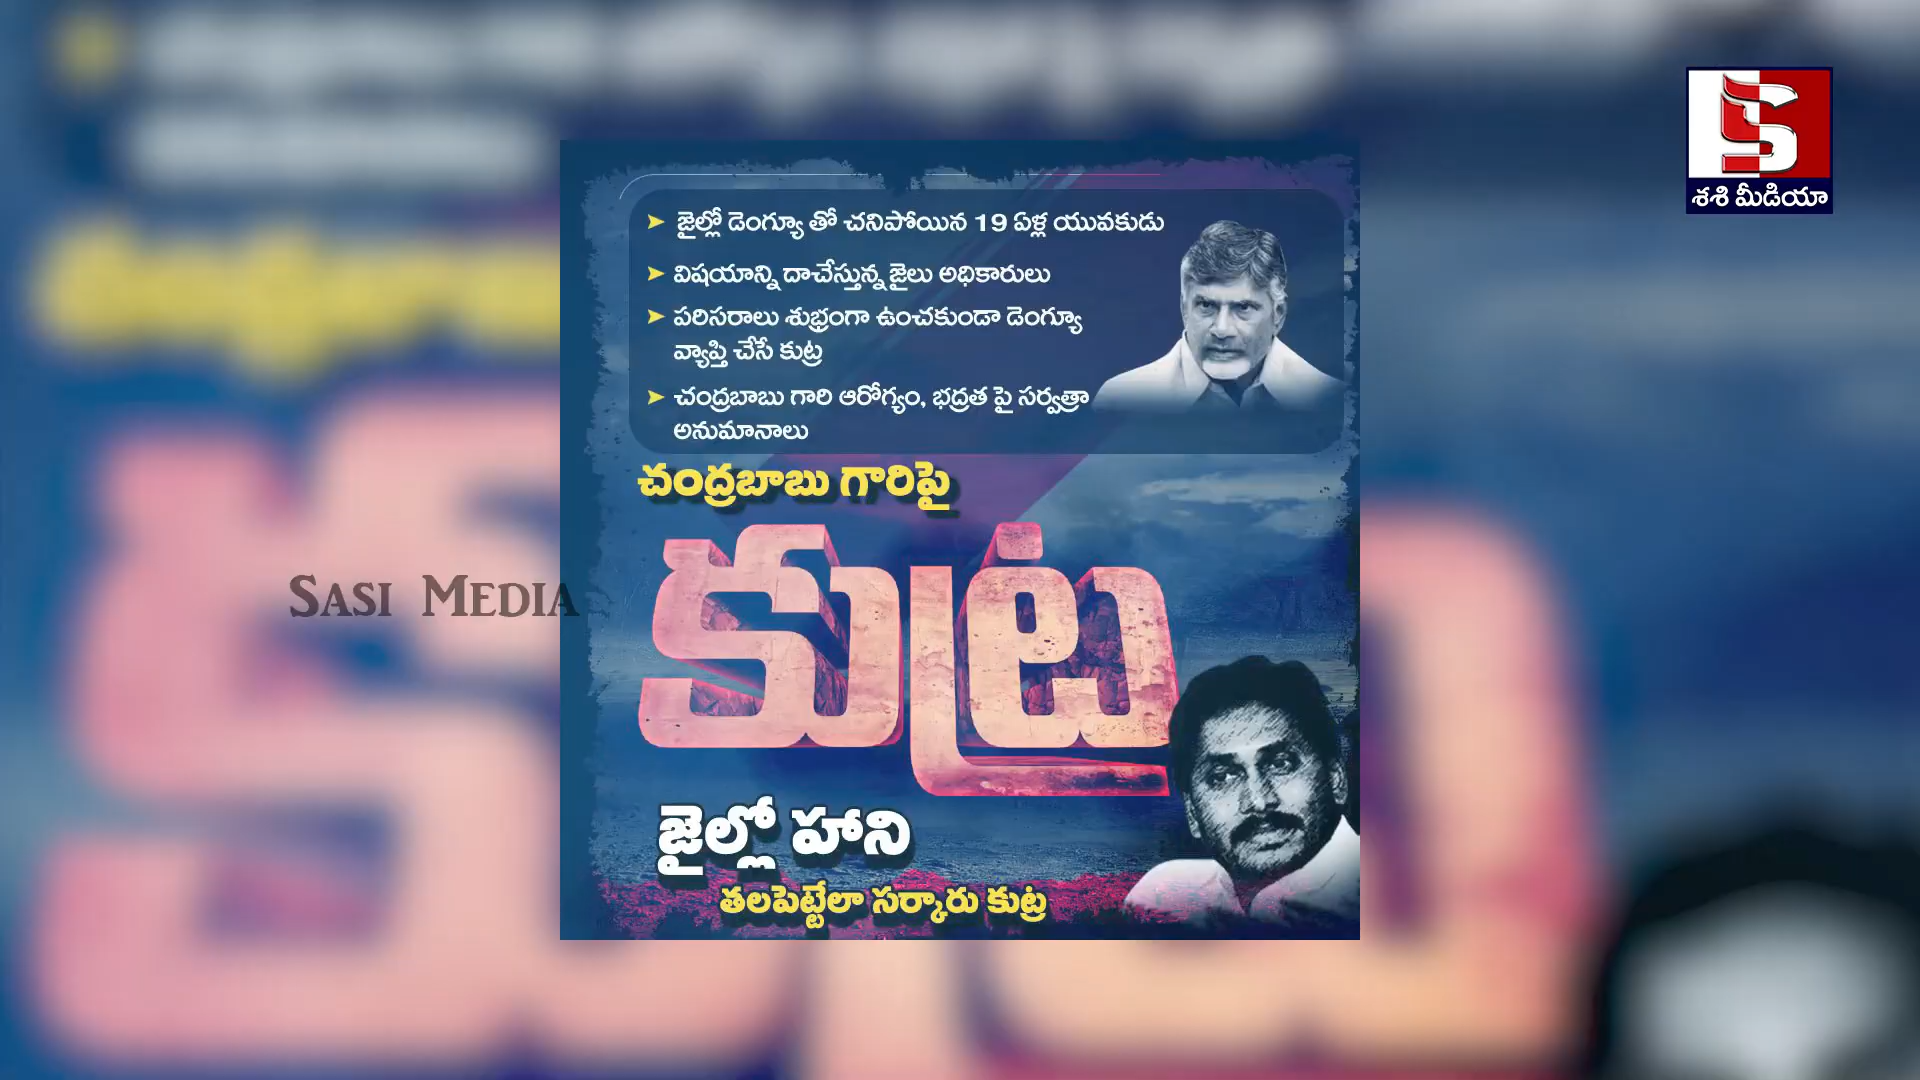 జైల్లో డెంగ్యూ తో చనిపోయిన 19 ఏళ్ల యువకుడు
విషయాన్ని దాచేస్తున్న జైలు అధికారులు
పరిసరాలు శుభ్రంగా ఉంచకుండా డెంగ్యూ
వ్యాప్తి చేసే కుట్ర
చంద్రబాబు గారి ఆరోగ్యం, భద్రత పై సర్వత్రా
అనుమానాలు
చంద్రబాబు గారిపై
కుట్ర
జైల్లో హాని
తలపెట్టేలా సర్కారు కుట్ర
SASI MEDIA
శశి మీడియా